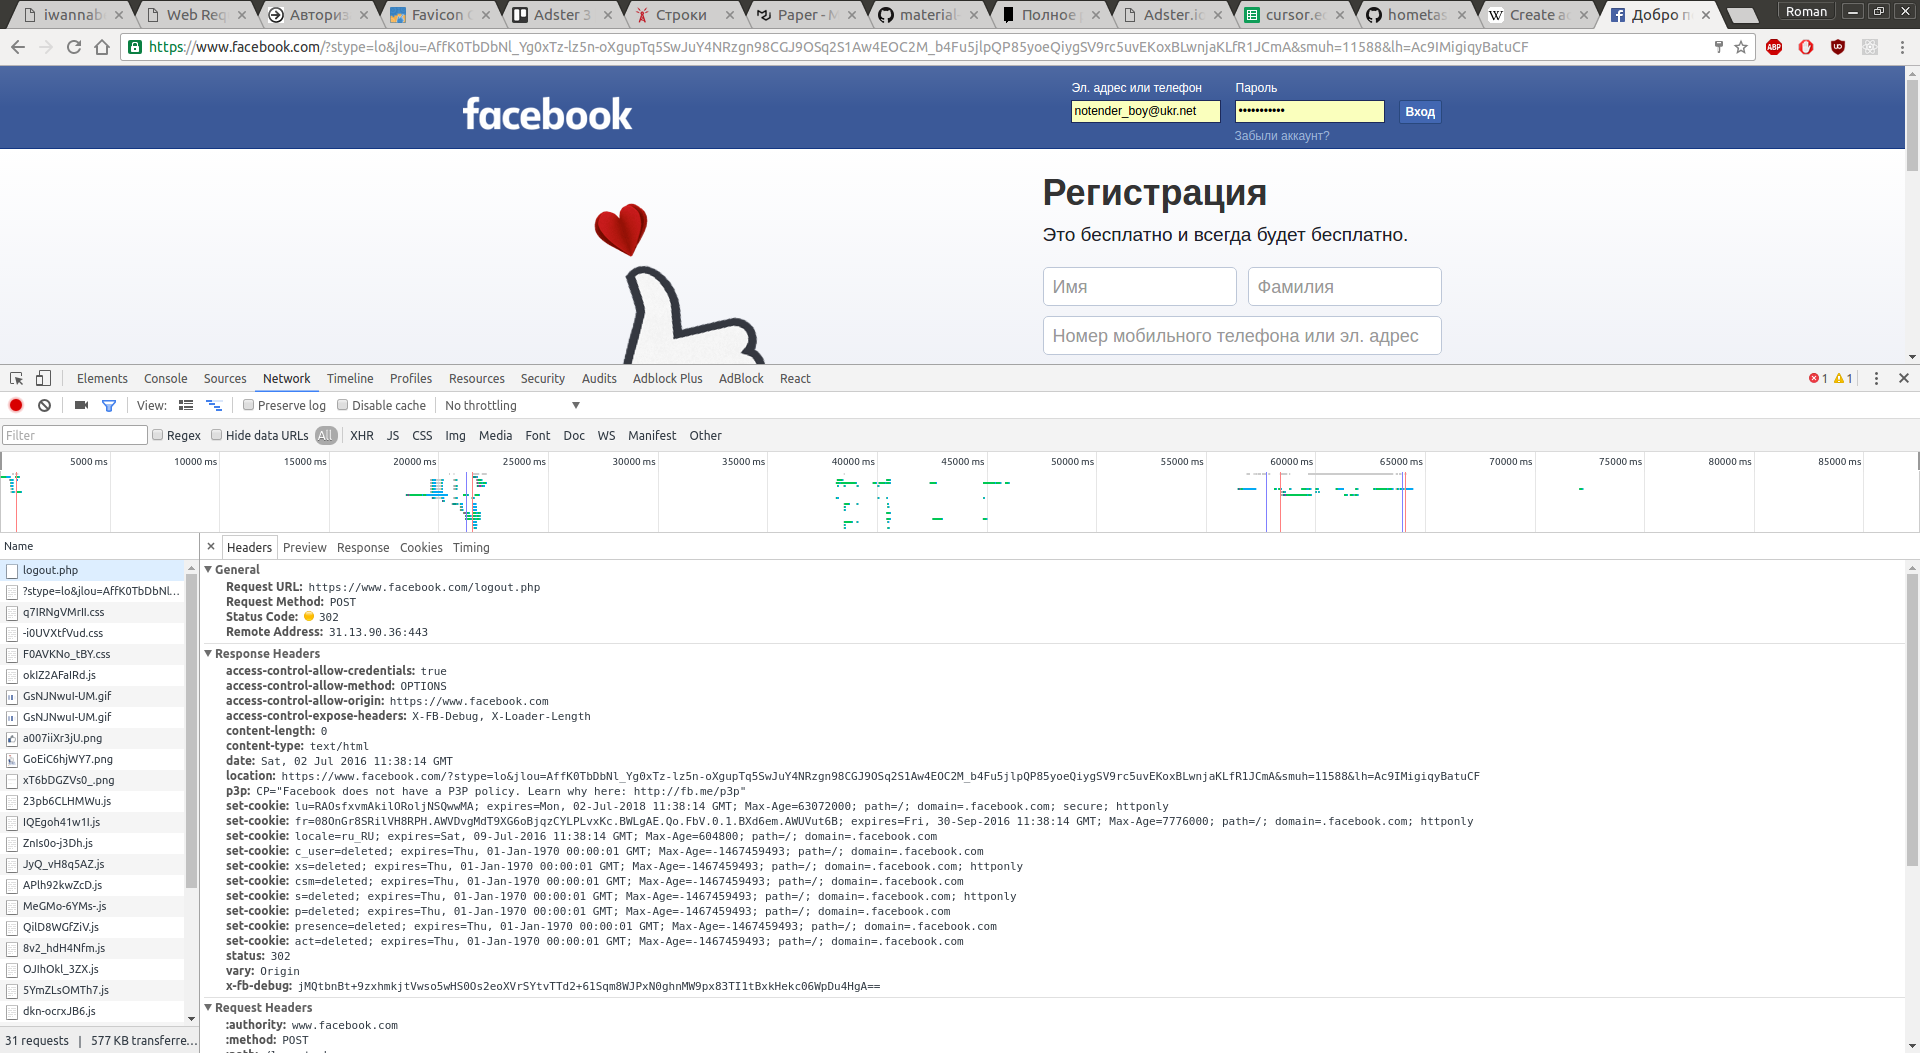 iwannab Web Req Авториз Favicon Adster 3 Строки Paper - M material- Полное Adster.io cursor.ed hometas Create a Добро п Roman
https://www.facebook.com/?stype=lo&jlou=AffK0TbDbNl_Yg0xTz-lz5n-oXgupTq5SwJuY4NRzgn98CGJ9OSq2S1Aw4EOC2M_b4Fu5jlpQP85yoeQiygSV9rc5uvEKoxBLwnjaKLfR1JCmA&smuh=11588&lh=Ac9IMigiqyBatuCF ABP
Эл. адрес или телефон Пароль
facebook
notender_boy@ukr.net ••••••••••• Вход
Забыли аккаунт?
Регистрация
Это бесплатно и всегда будет бесплатно.
Имя Фамилия
Номер мобильного телефона или эл. адрес
Elements Console Sources Network Timeline Profiles Resources Security Audits Adblock Plus AdBlock React 1 1
View: Preserve log Disable cache No throttling
Filter Regex Hide data URLs All XHR JS CSS Img Media Font Doc WS Manifest Other
5000 ms 10000 ms 15000 ms 20000 ms 25000 ms 30000 ms 35000 ms 40000 ms 45000 ms 50000 ms 55000 ms 60000 ms 65000 ms 70000 ms 75000 ms 80000 ms 85000 ms
Name
logout.php
?stype=lo&jlou=AffK0TbDbNl...
q7IRNgVMrII.css
-i0UVXtfVud.css
F0AVKNo_tBY.css
okIZ2AFaIRd.js
GsNJNwuI-UM.gif
GsNJNwuI-UM.gif
a007iiXr3jU.png
GoEiC6hjWY7.png
xT6bDGZVs0_.png
23pb6CLHMWu.js
IQEgoh41w1I.js
ZnIs0o-j3Dh.js
JyQ_vH8q5AZ.js
APlh92kwZcD.js
MeGMo-6YMs-.js
QilD8WGfZiV.js
8v2_hdH4Nfm.js
OJIhOkl_3ZX.js
5YmZLsOMTh7.js
dkn-ocrxJB6.js
31 requests | 577 KB transferre...
Headers Preview Response Cookies Timing
General
Request URL: https://www.facebook.com/logout.php
Request Method: POST
Status Code: 302
Remote Address: 31.13.90.36:443
Response Headers
access-control-allow-credentials: true
access-control-allow-method: OPTIONS
access-control-allow-origin: https://www.facebook.com
access-control-expose-headers: X-FB-Debug, X-Loader-Length
content-length: 0
content-type: text/html
date: Sat, 02 Jul 2016 11:38:14 GMT
location: https://www.facebook.com/?stype=lo&jlou=AffK0TbDbNl_Yg0xTz-lz5n-oXgupTq5SwJuY4NRzgn98CGJ9OSq2S1Aw4EOC2M_b4Fu5jlpQP85yoeQiygSV9rc5uvEKoxBLwnjaKLfR1JCmA&smuh=11588&lh=Ac9IMigiqyBatuCF
p3p: CP="Facebook does not have a P3P policy. Learn why here: http://fb.me/p3p"
set-cookie: lu=RAOsfxvmAkilORoljNSQwwMA; expires=Mon, 02-Jul-2018 11:38:14 GMT; Max-Age=63072000; path=/; domain=.facebook.com; secure; httponly
set-cookie: fr=08OnGr8SRilVH8RPH.AWVDvgMdT9XG6oBjqzCYLPLvxKc.BWLgAE.Qo.FbV.0.1.BXd6em.AWUVut6B; expires=Fri, 30-Sep-2016 11:38:14 GMT; Max-Age=7776000; path=/; domain=.facebook.com; httponly
set-cookie: locale=ru_RU; expires=Sat, 09-Jul-2016 11:38:14 GMT; Max-Age=604800; path=/; domain=.facebook.com
set-cookie: c_user=deleted; expires=Thu, 01-Jan-1970 00:00:01 GMT; Max-Age=-1467459493; path=/; domain=.facebook.com
set-cookie: xs=deleted; expires=Thu, 01-Jan-1970 00:00:01 GMT; Max-Age=-1467459493; path=/; domain=.facebook.com; httponly
set-cookie: csm=deleted; expires=Thu, 01-Jan-1970 00:00:01 GMT; Max-Age=-1467459493; path=/; domain=.facebook.com
set-cookie: s=deleted; expires=Thu, 01-Jan-1970 00:00:01 GMT; Max-Age=-1467459493; path=/; domain=.facebook.com; httponly
set-cookie: p=deleted; expires=Thu, 01-Jan-1970 00:00:01 GMT; Max-Age=-1467459493; path=/; domain=.facebook.com
set-cookie: presence=deleted; expires=Thu, 01-Jan-1970 00:00:01 GMT; Max-Age=-1467459493; path=/; domain=.facebook.com
set-cookie: act=deleted; expires=Thu, 01-Jan-1970 00:00:01 GMT; Max-Age=-1467459493; path=/; domain=.facebook.com
status: 302
vary: Origin
x-fb-debug: jMQtbnBt+9zxhmkjtVwso5wHS0Os2eoXVrSYtvTTd2+61Sqm8WJPxN0ghnMW9px83TI1tBxkHekc06WpDu4HgA==
Request Headers
:authority: www.facebook.com
:method: POST